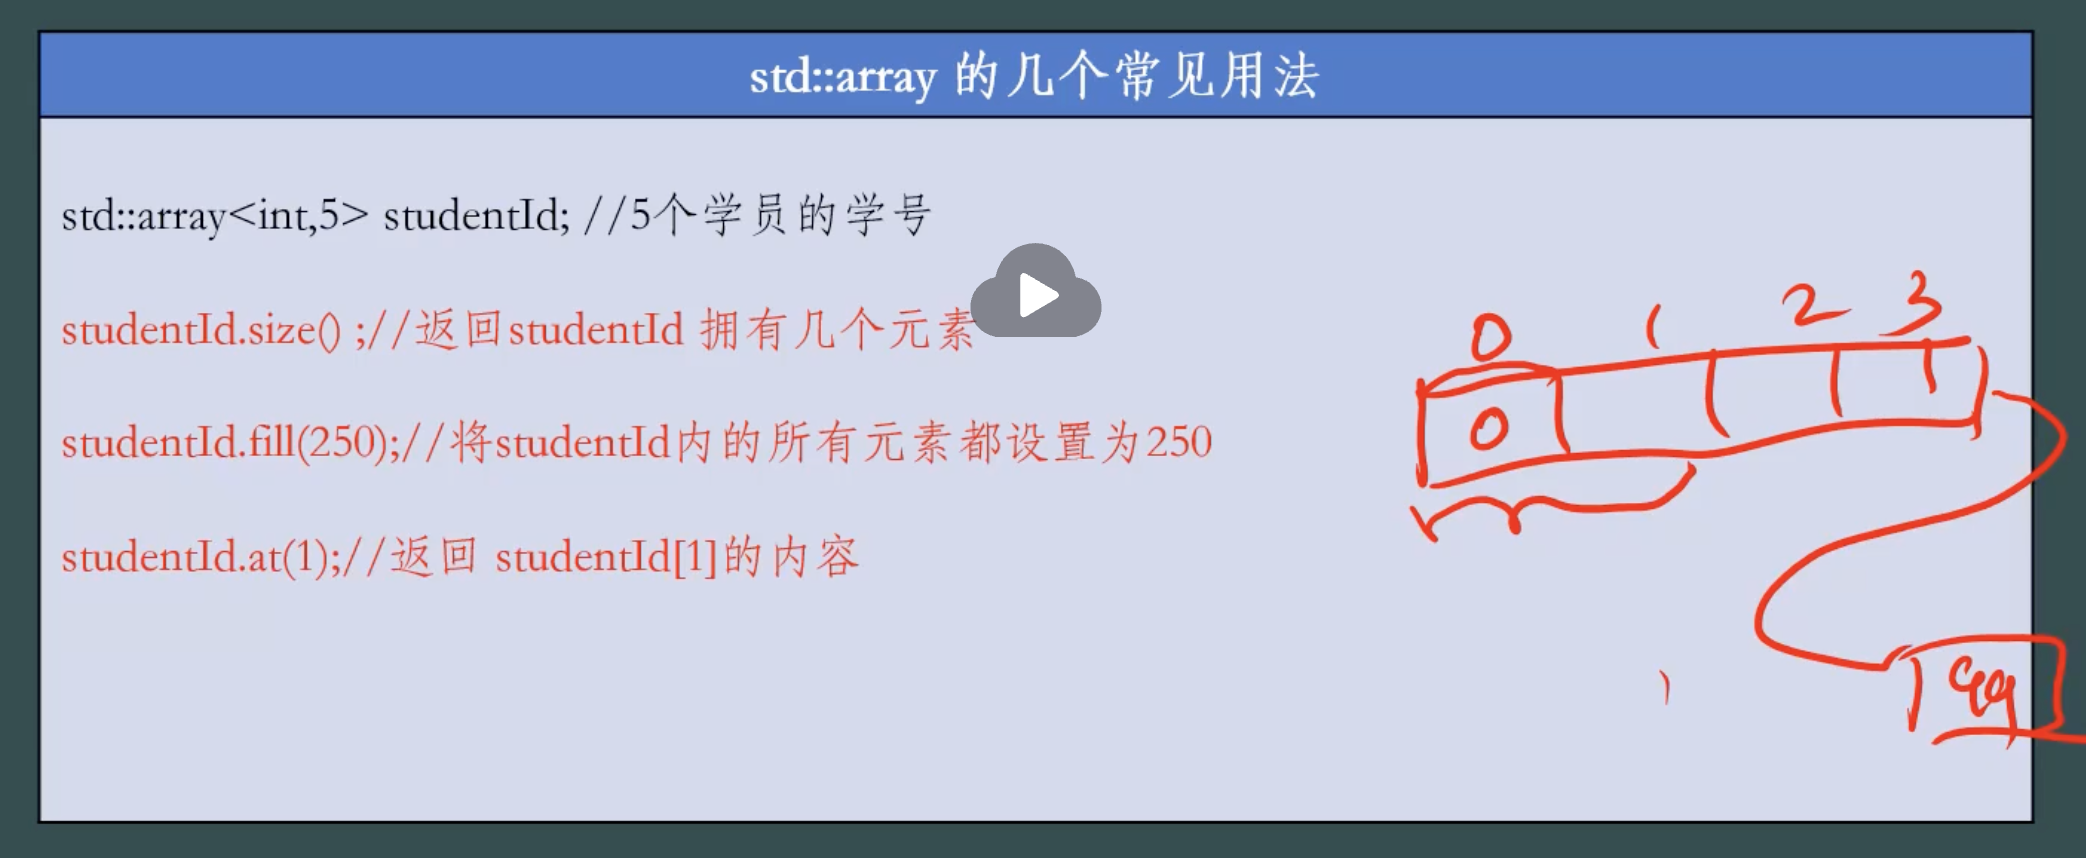 std::array 的几个常见用法
std::array<int,5> studentId; //5个学员的学号
studentId.size() ;//返回studentId 拥有几个元素
studentId.fill(250);//将studentId内的所有元素都设置为250
studentId.at(1);//返回 studentId[1]的内容
0 1 2 3
0